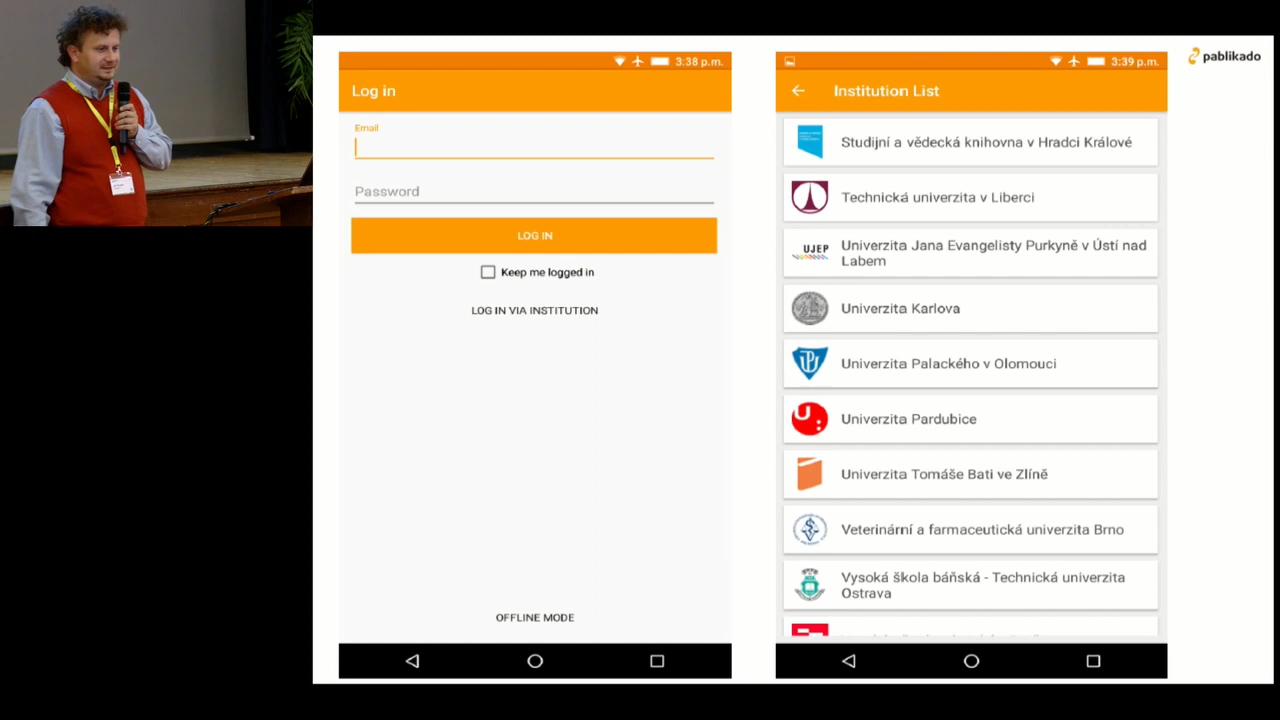 3:38 p.m.
Log in
Email
Password
LOG IN
Keep me logged in
LOG IN VIA INSTITUTION
OFFLINE MODE
3:39 p.m.
Institution List
Studijní a vědecká knihovna v Hradci Králové
Technická univerzita v Liberci
UJEP
Univerzita Jana Evangelisty Purkyně v Ústí nad
Labem
Univerzita Karlova
Univerzita Palackého v Olomouci
Univerzita Pardubice
Univerzita Tomáše Bati ve Zlíně
Veterinární a farmaceutická univerzita Brno
Vysoká škola báňská - Technická univerzita
Ostrava
pablikado